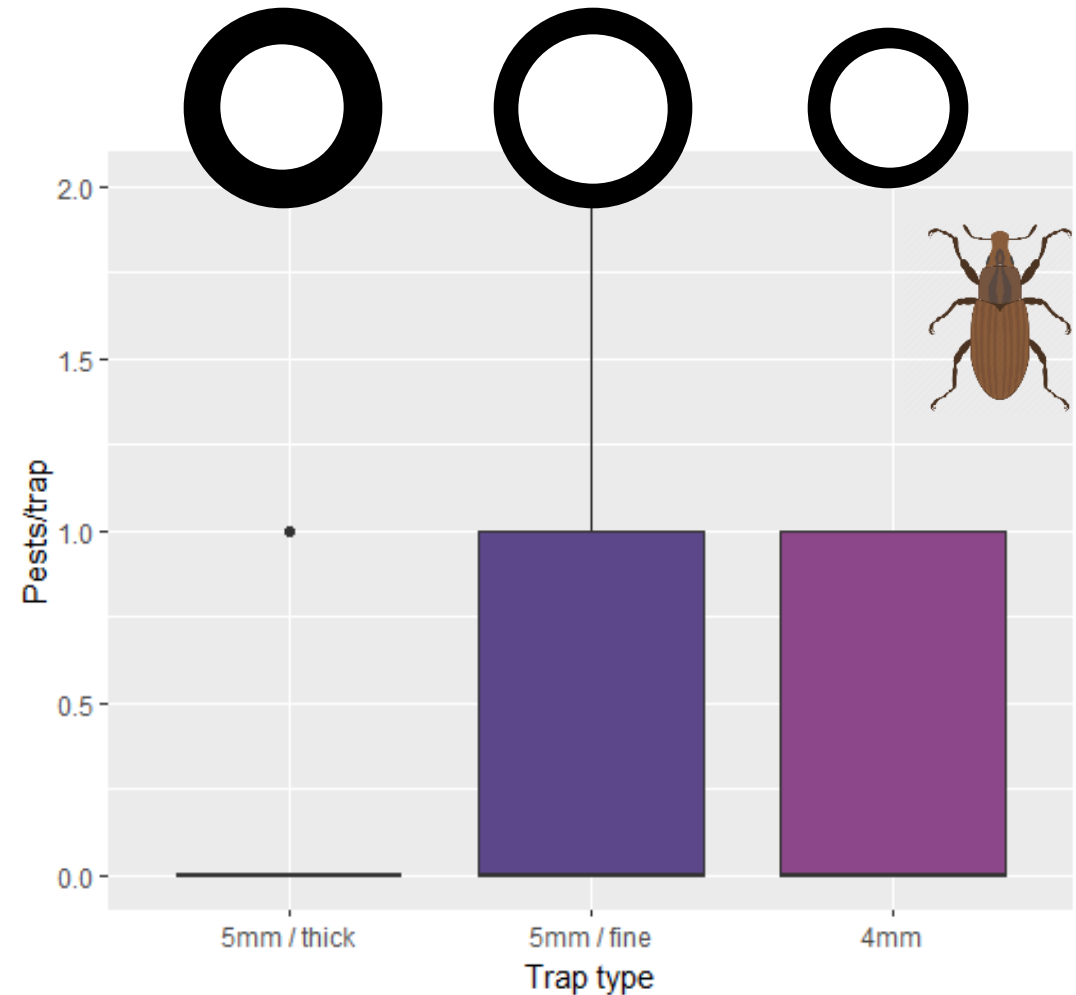 2.0
1.5
1.0
0.5
0.0
Pests/trap
5mm / thick
5mm / fine
4mm
Trap type